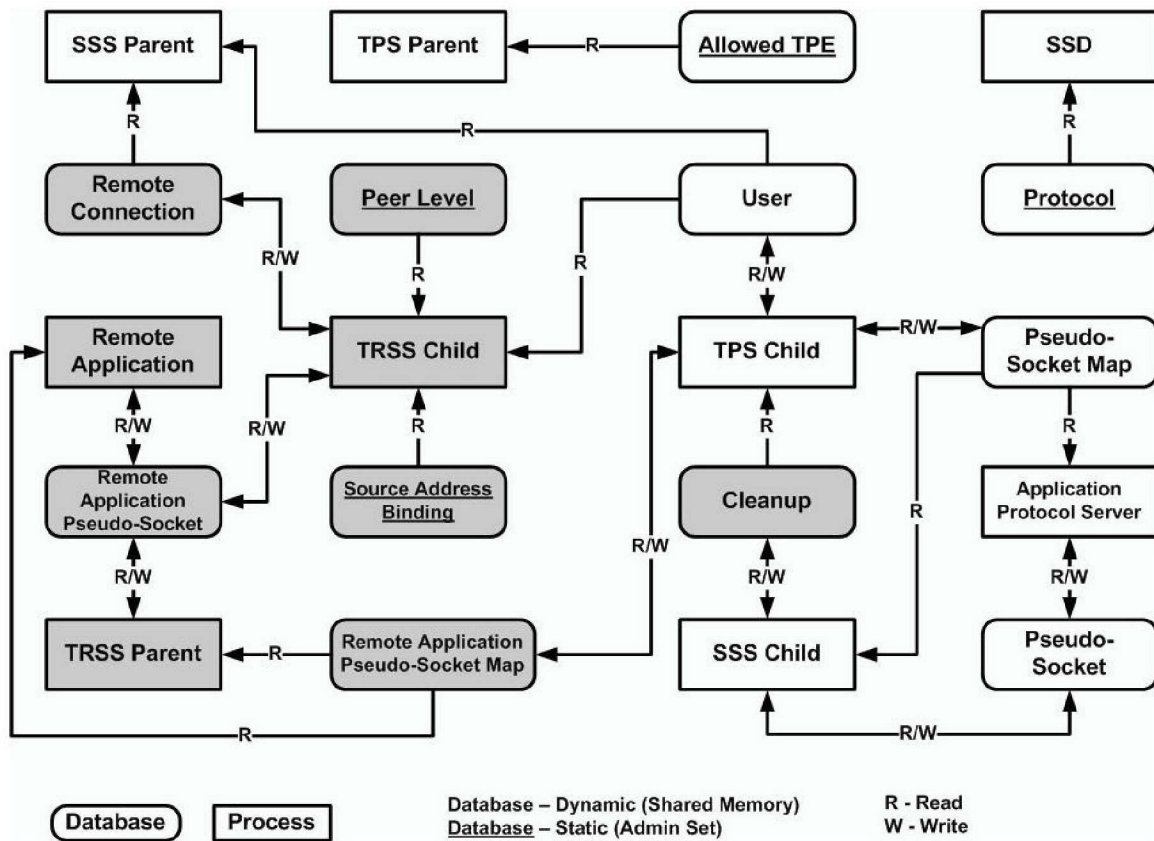 SSS Parent
TPS Parent
R
Allowed TPE
SSD
R
R
R
Remote
Connection
Peer Level
User
Protocol
R/W
R
R
R/W
Remote
Application
TRSS Child
TPS Child
R/W
Pseudo-
Socket Map
R/W
R/W
R
R
R
Remote
Application
Pseudo-Socket
Source Address
Binding
Cleanup
Application
Protocol Server
R
R/W
R/W
R/W
R/W
TRSS Parent
R
Remote Application
Pseudo-Socket Map
SSS Child
Pseudo-
Socket
R
R/W
Database
Process
Database – Dynamic (Shared Memory)
Database – Static (Admin Set)
R - Read
W - Write